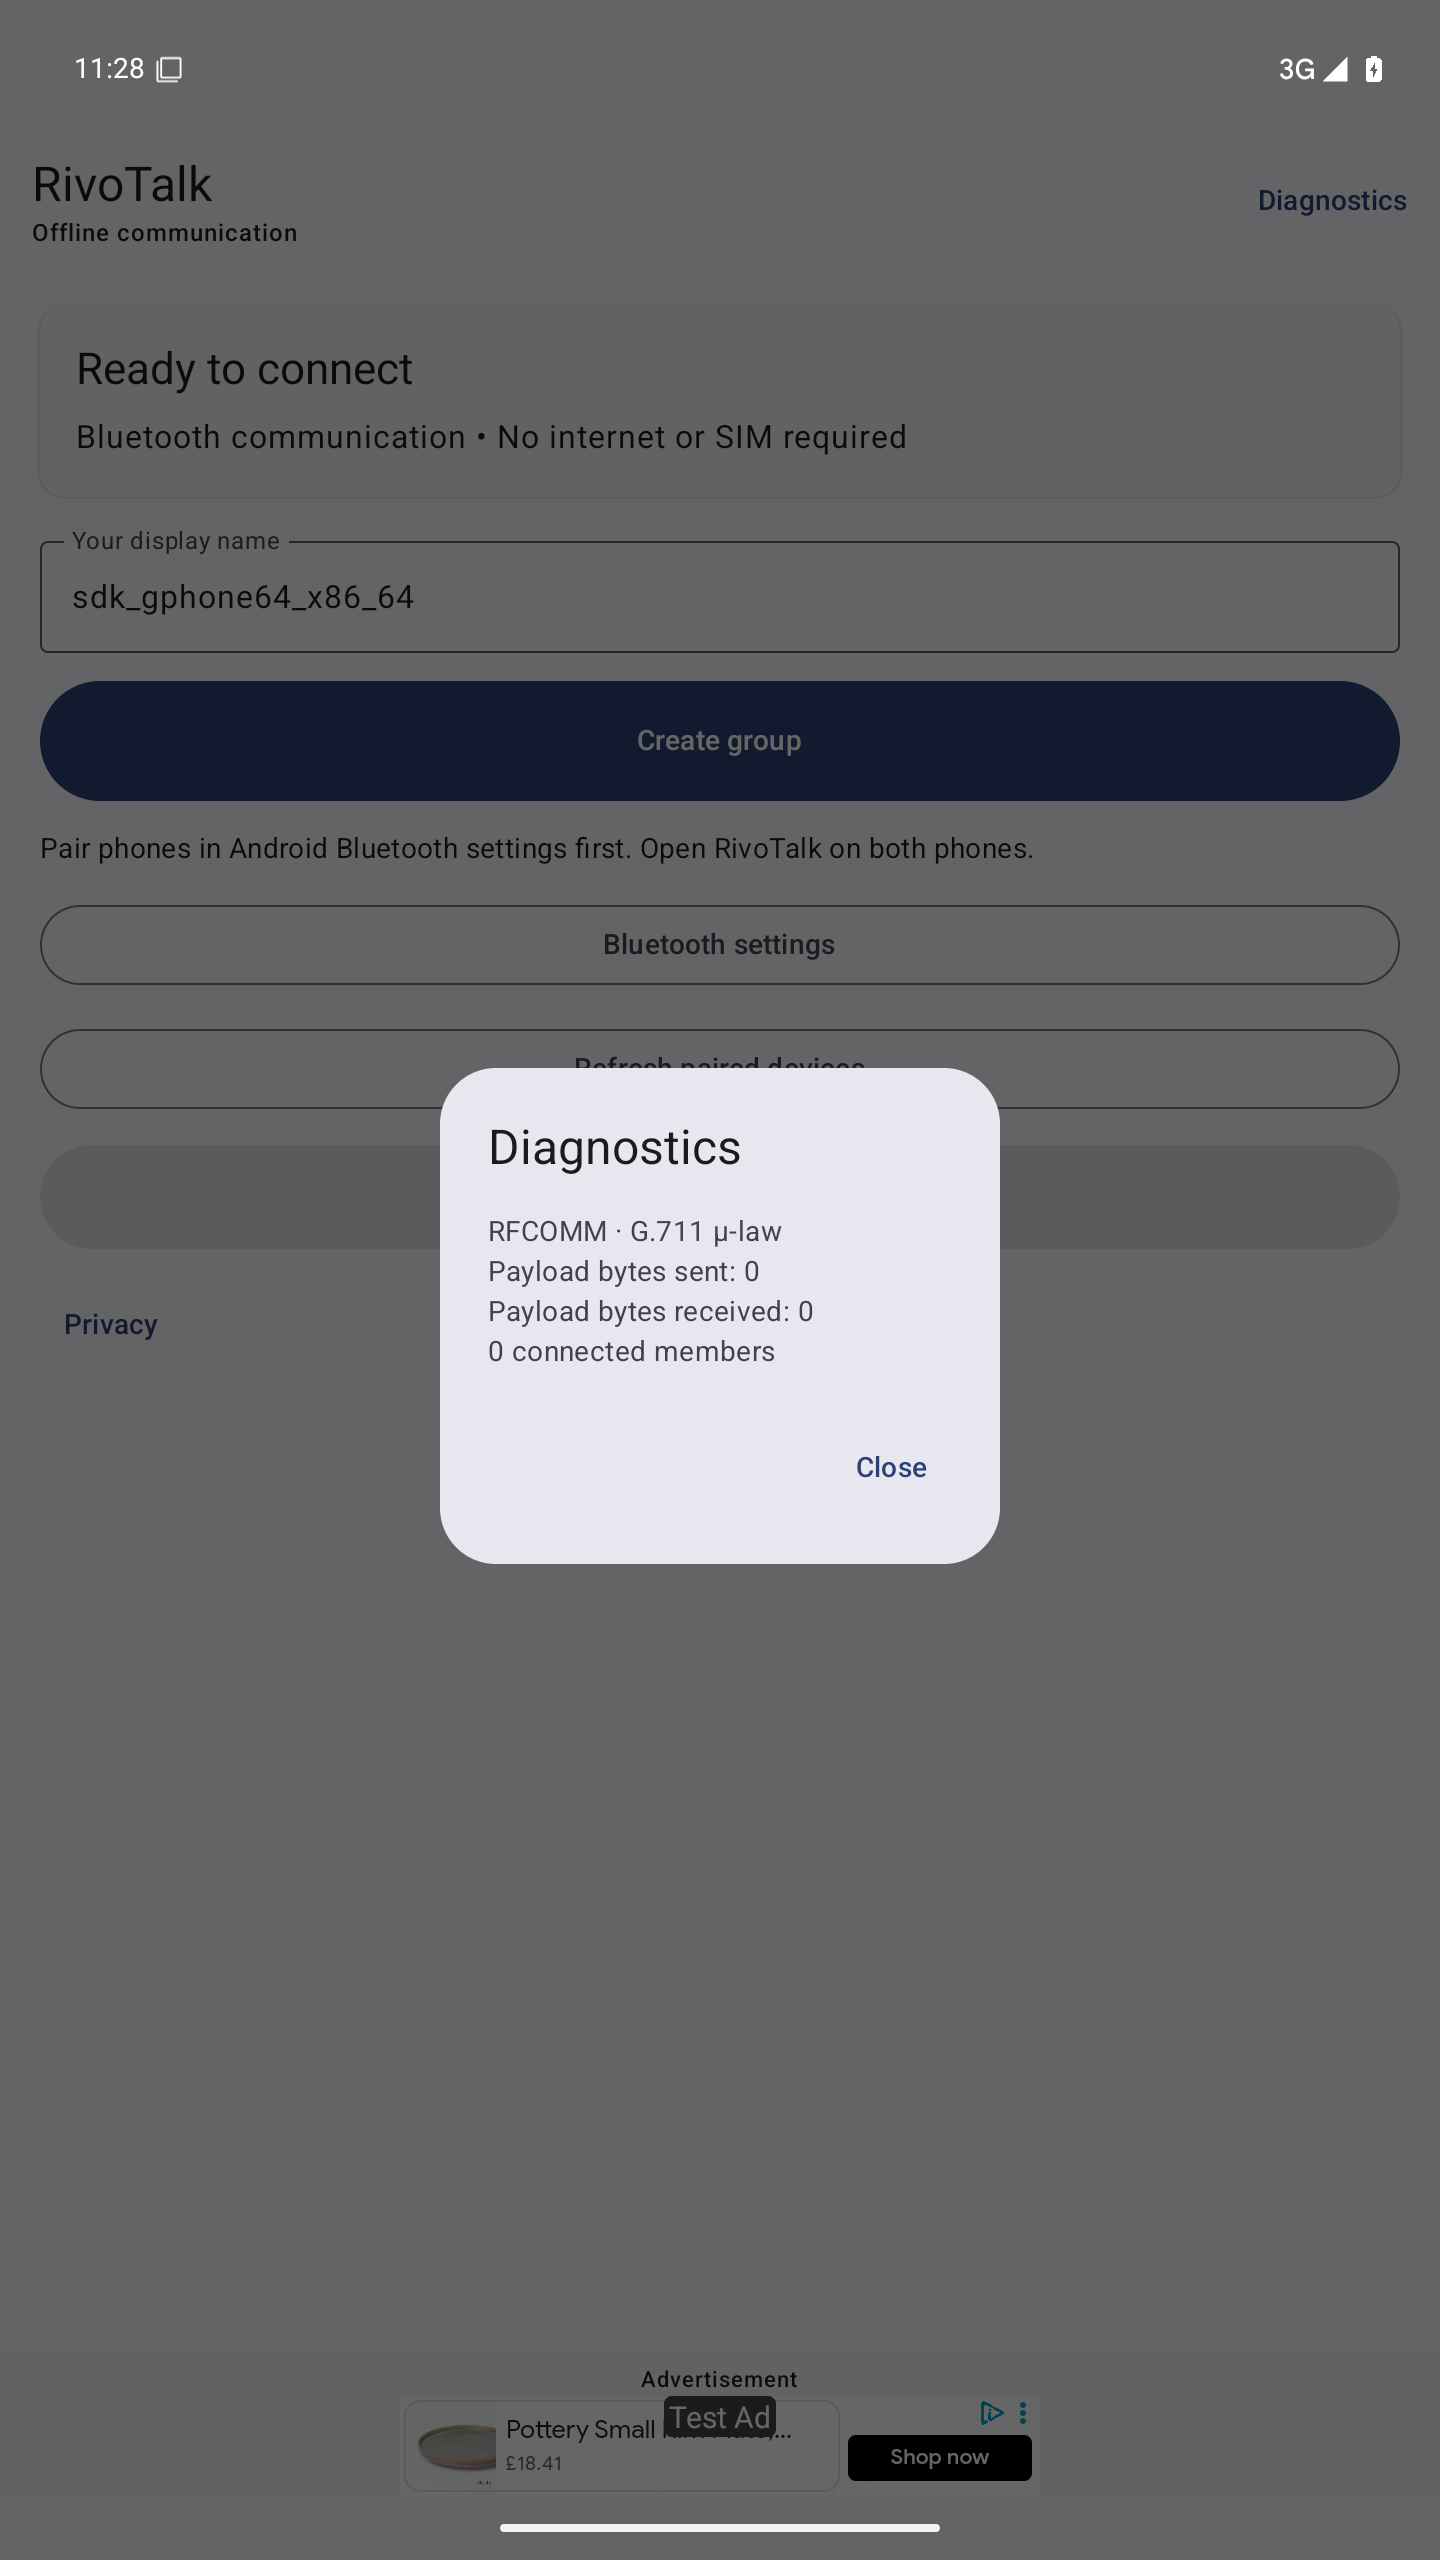 11:28
3G
RivoTalk
Diagnostics
Offline communication
Ready to connect
Bluetooth communication • No internet or SIM required
Your display name
sdk_gphone64_x86_64
Create group
Pair phones in Android Bluetooth settings first. Open RivoTalk on both phones.
Bluetooth settings
Refresh paired devices
Diagnostics
RFCOMM · G.711 μ-law
Payload bytes sent: 0
Payload bytes received: 0
0 connected members
Close
Privacy
Advertisement
Test Ad
Pottery Small
£18.41
Shop now